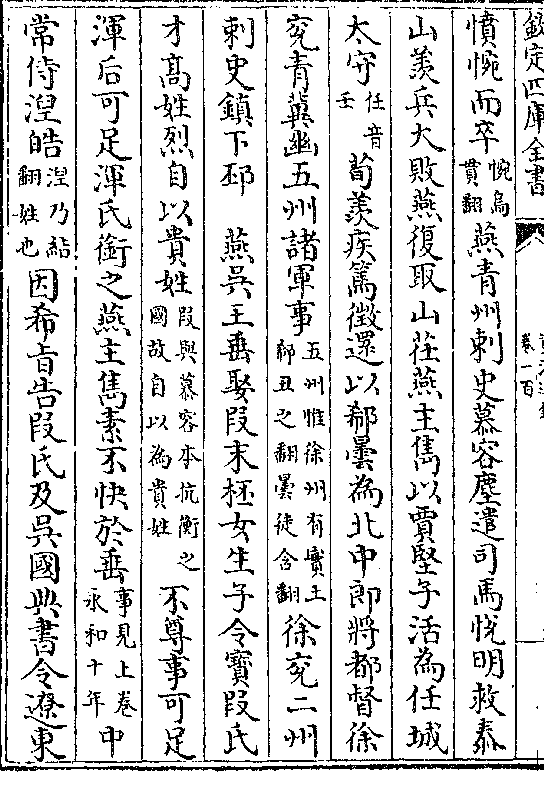 欽定四庫全書
卷一百
憤惋而卒惋烏貫翻燕青州刺史慕容塵遣司馬悅明救泰
山羨兵大敗燕復取山茌燕主儁以賈堅子活為任城
太守任音壬荀羨疾篤徵還以郗曇為北中郎將都督徐
兖青冀幽五州諸軍事五州惟徐州有實土郗丑之翻曇徒含翻徐兖二州
刺史鎮下邳 燕吳王垂娶段末柸女生子令寶段氏
才高姓烈自以貴姓段與慕容本抗衡之國故自以為貴姓不尊事可足
渾后可足渾氏銜之燕主儁素不快於垂事見上卷永和十年中
常侍湼皓湼乃結翻姓也因希旨告段氏及吳國典書令遼東